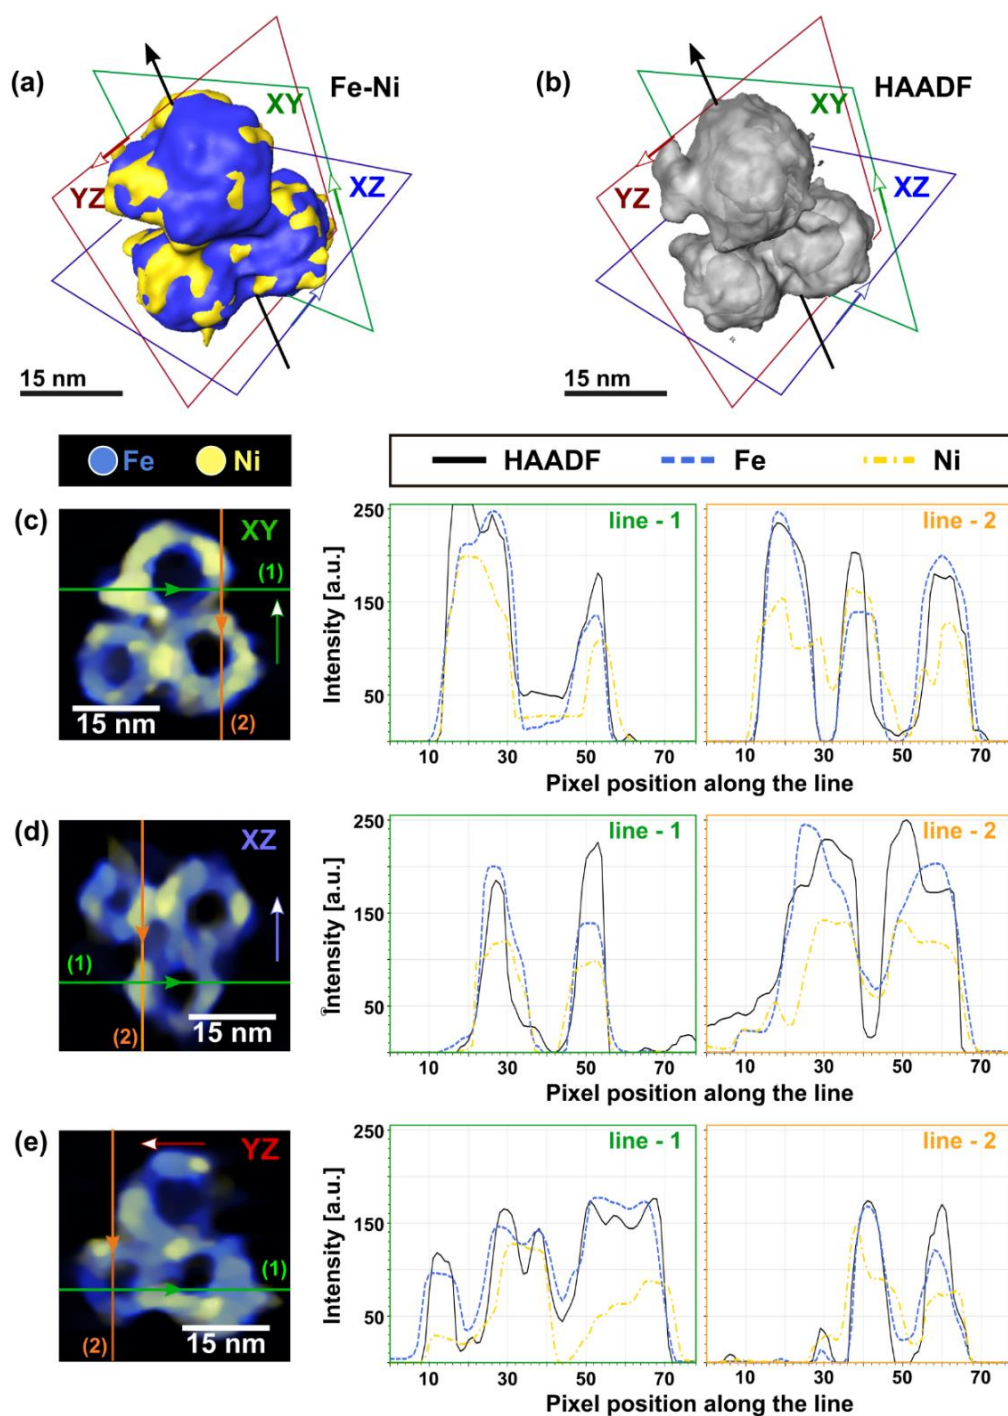 (a) Fe-Ni
XY
YZ
XZ
15 nm
(b) HAADF
XY
YZ
XZ
15 nm
Fe Ni
HAADF Fe Ni
(c)
XY
(1)
15 nm
(2)
Intensity [a.u.]
250
150
50
line - 1
line - 2
10 30 50 70 10 30 50 70
Pixel position along the line
(d)
XZ
(1)
15 nm
(2)
Intensity [a.u.]
250
150
50
line - 1
line - 2
10 30 50 70 10 30 50 70
Pixel position along the line
(e)
YZ
(1)
15 nm
(2)
Intensity [a.u.]
250
150
50
line - 1
line - 2
10 30 50 70 10 30 50 70
Pixel position along the line